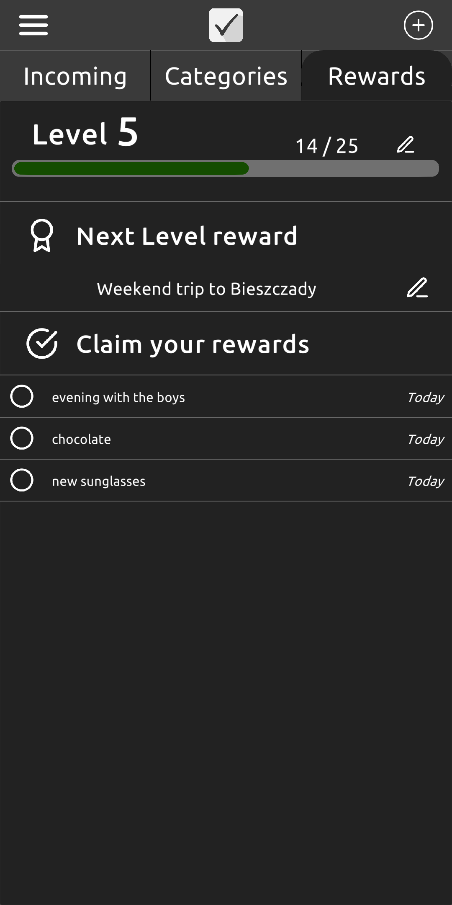 Incoming Categories Rewards
Level 5 14 / 25
Next Level reward
Weekend trip to Bieszczady
Claim your rewards
evening with the boys Today
chocolate Today
new sunglasses Today